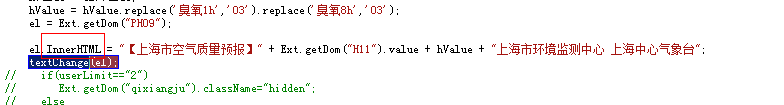 hValue = hValue.replace('臭氧1h','O3').replace('臭氧8h','O3');
el = Ext.getDom("PH09");
el.InnerHTML = "【上海市空气质量预报】" + Ext.getDom("H11").value + hValue + "上海市环境监测中心 上海中心气象台";
textChange(el);
// if(userLimit=="2")
// Ext.getDom("qixiangju").className="hidden";
// else